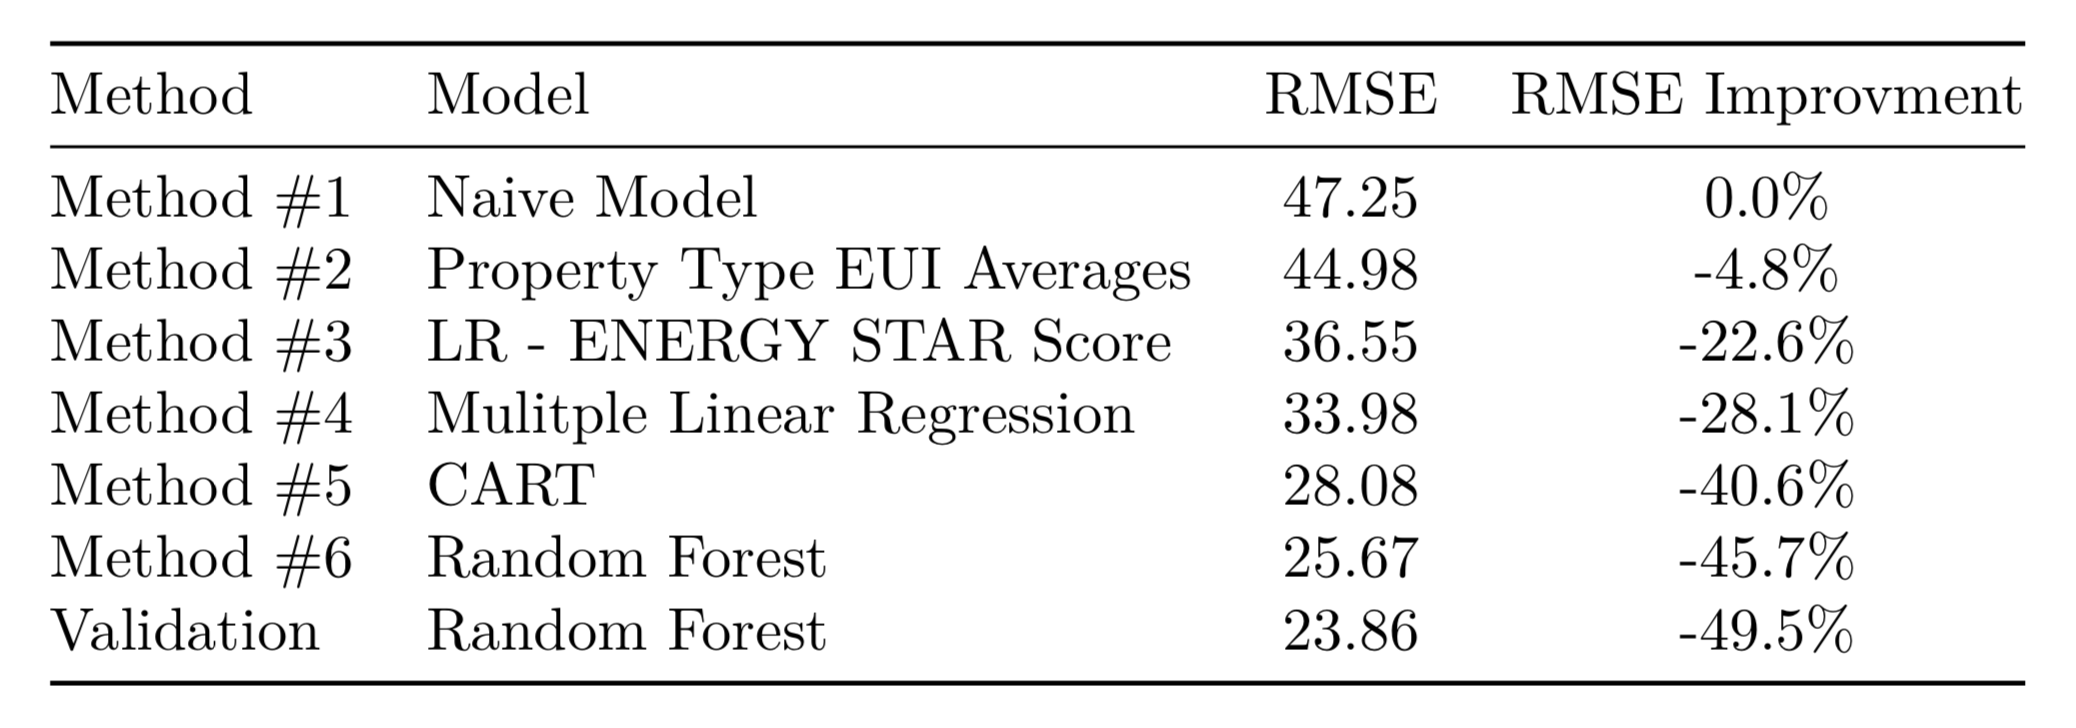 Method Model RMSE RMSE Improvment
Method #1 Naive Model 47.25 0.0%
Method #2 Property Type EUI Averages 44.98 -4.8%
Method #3 LR - ENERGY STAR Score 36.55 -22.6%
Method #4 Mulitple Linear Regression 33.98 -28.1%
Method #5 CART 28.08 -40.6%
Method #6 Random Forest 25.67 -45.7%
Validation Random Forest 23.86 -49.5%